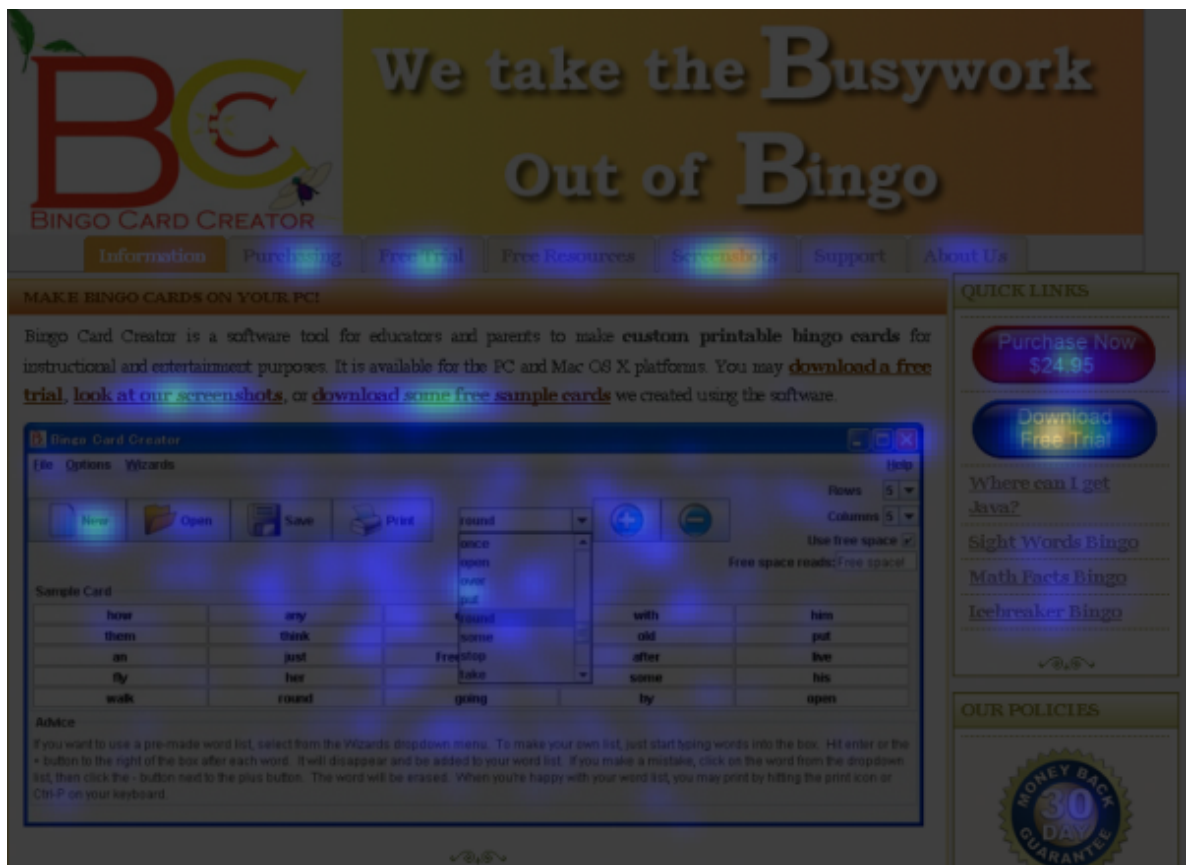 We take the Busywork
Out of Bingo
BCC
BINGO CARD CREATOR
Information Purchasing Free Trial Free Resources Screenshots Support About Us
MAKE BINGO CARDS ON YOUR PC!
Bingo Card Creator is a software tool for educators and parents to make custom printable bingo cards for
instructional and entertainment purposes. It is available for the PC and Mac OS X platforms. You may download a free
trial, look at our screenshots, or download some free sample cards we created using the software.
Bingo Card Creator
File Options Wizards Help
New Open Save Print round
Rows 5
Columns 5
Use free space
Free space reads: Free space!
once
open
over
put
round
some
stop
take
Sample Card
how any with him
them think old put
an just Free after live
fly her some his
walk round going by open
Advice
If you want to use a pre-made word list, select from the Wizards dropdown menu. To make your own list, just start typing words into the box. Hit enter or the
+ button to the right of the box after each word. It will disappear and be added to your word list. If you make a mistake, click on the word from the dropdown
list, then click the - button next to the plus button. The word will be erased. When you're happy with your word list, you may print by hitting the print icon or
Ctrl-P on your keyboard.
QUICK LINKS
Purchase Now
$24.95
Download
Free Trial
Where can I get
Java?
Sight Words Bingo
Math Facts Bingo
Icebreaker Bingo
OUR POLICIES
MONEY BACK
30
DAY
GUARANTEE